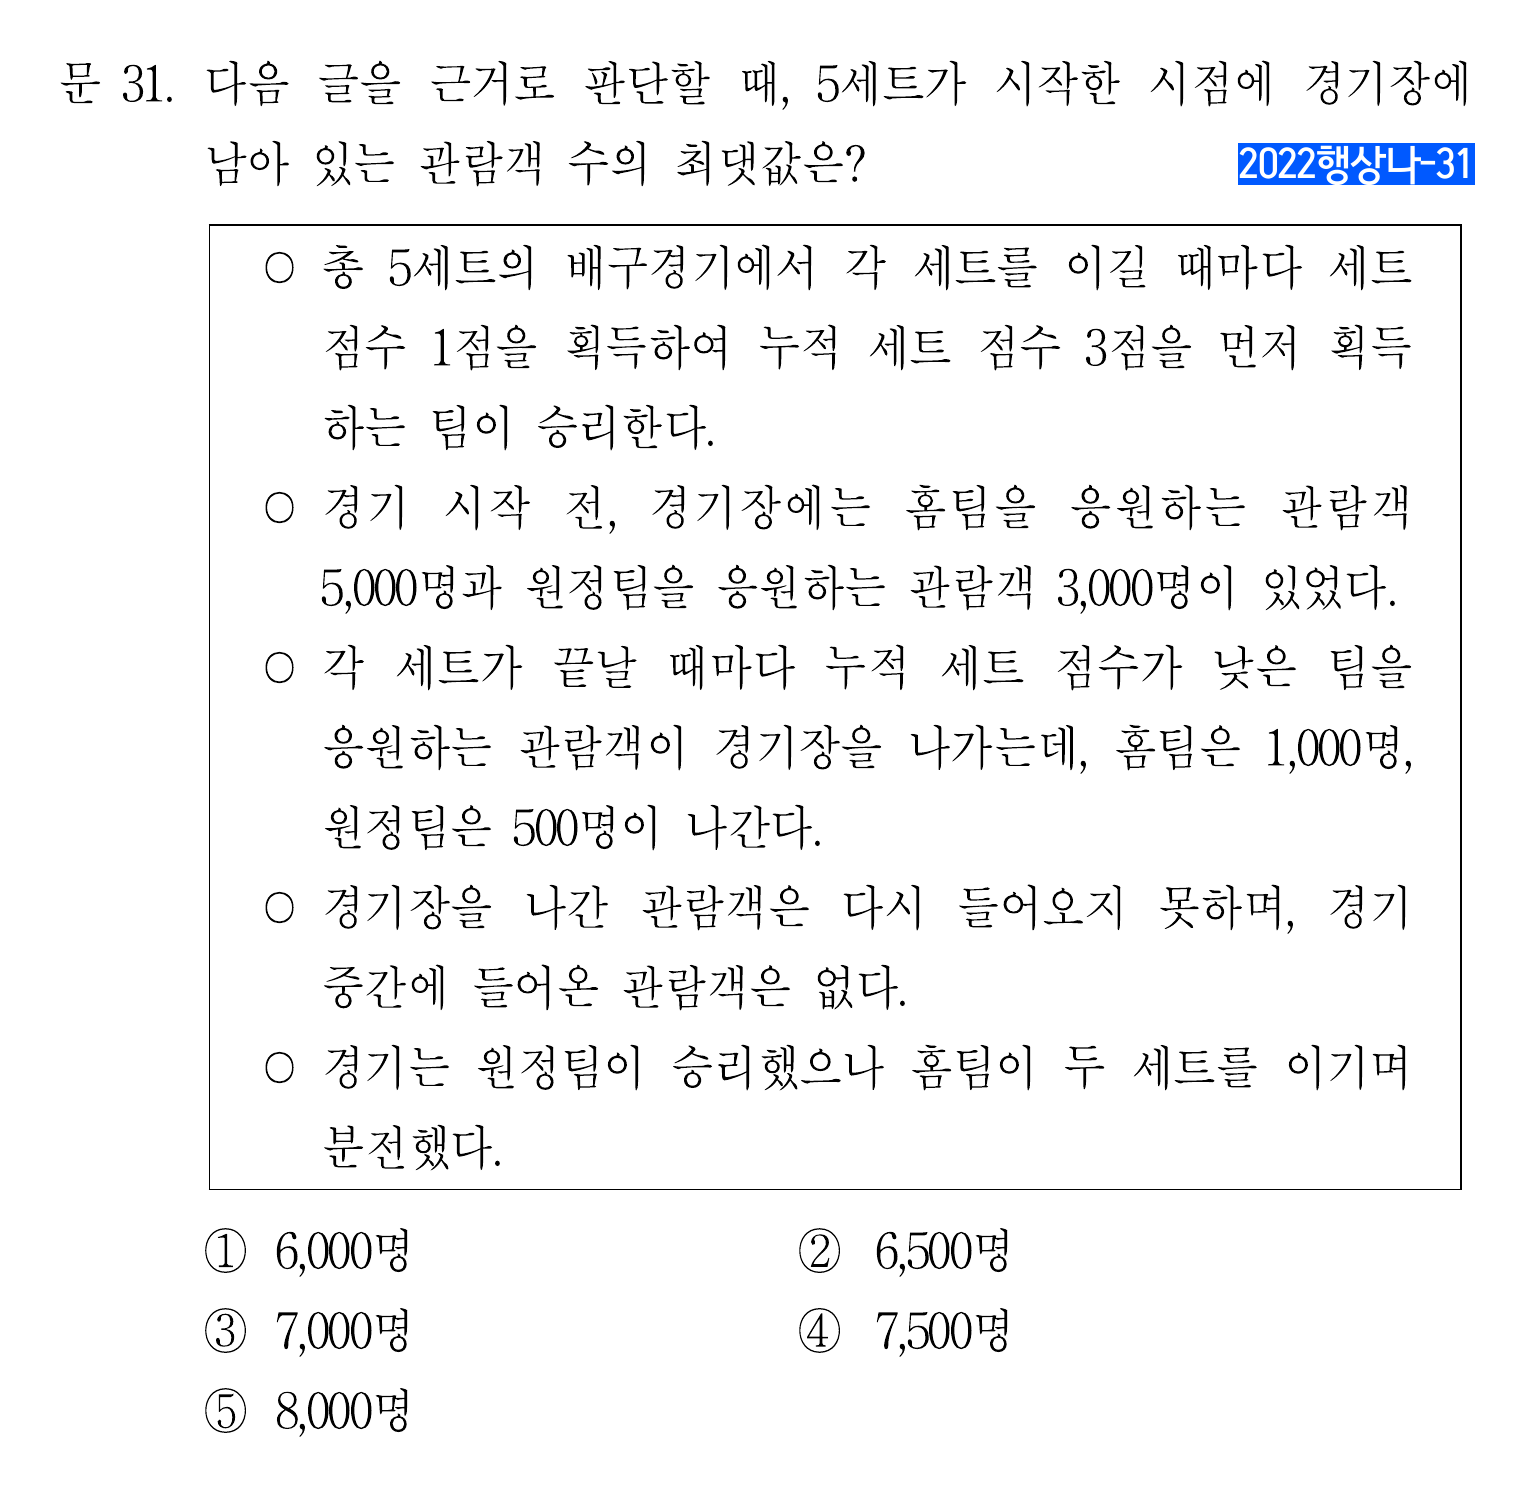 문 31. 다음 글을 근거로 판단할 때, 5세트가 시작한 시점에 경기장에
남아 있는 관람객 수의 최댓값은?
2022행상나-31
○ 총 5세트의 배구경기에서 각 세트를 이길 때마다 세트
점수 1점을 획득하여 누적 세트 점수 3점을 먼저 획득
하는 팀이 승리한다.
○ 경기 시작 전, 경기장에는 홈팀을 응원하는 관람객
5,000명과 원정팀을 응원하는 관람객 3,000명이 있었다.
○ 각 세트가 끝날 때마다 누적 세트 점수가 낮은 팀을
응원하는 관람객이 경기장을 나가는데, 홈팀은 1,000명,
원정팀은 500명이 나간다.
○ 경기장을 나간 관람객은 다시 들어오지 못하며, 경기
중간에 들어온 관람객은 없다.
○ 경기는 원정팀이 승리했으나 홈팀이 두 세트를 이기며
분전했다.
① 6,000명
② 6,500명
③ 7,000명
④ 7,500명
⑤ 8,000명